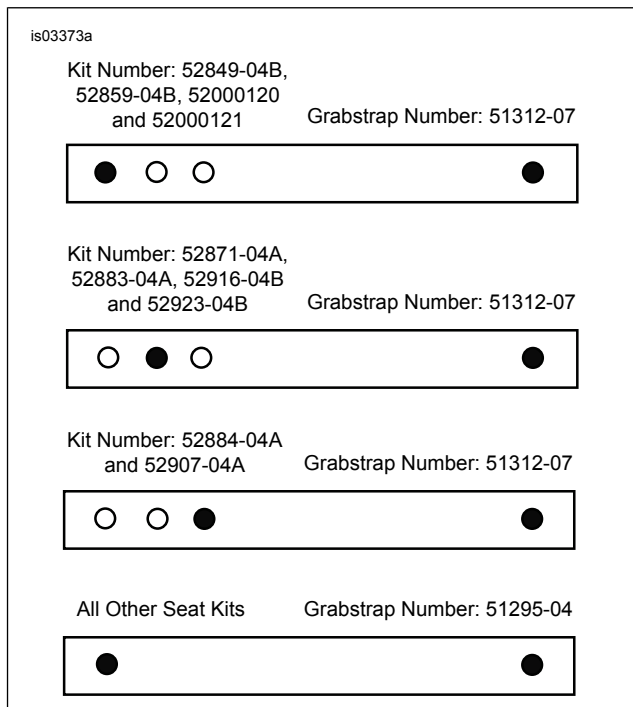 is03373a
Kit Number: 52849-04B,
52859-04B, 52000120
and 52000121
Grabstrap Number: 51312-07
Kit Number: 52871-04A,
52883-04A, 52916-04B
and 52923-04B
Grabstrap Number: 51312-07
Kit Number: 52884-04A
and 52907-04A
Grabstrap Number: 51312-07
All Other Seat Kits
Grabstrap Number: 51295-04